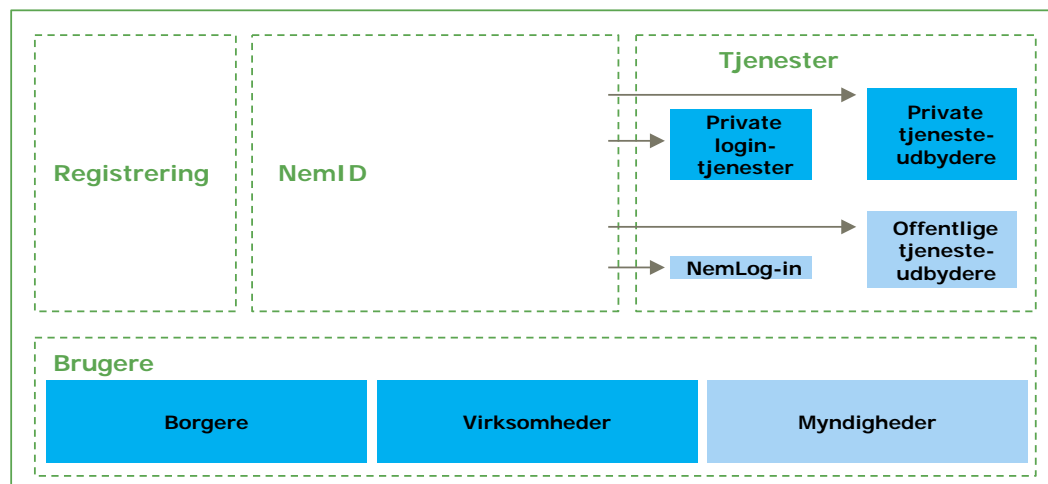 Registrering
NemID
Tjenester
Private
login-
tjenester
Private
tjeneste-
udbydere
NemLog-in
Offentlige
tjeneste-
udbydere
Brugere
Borgere
Virksomheder
Myndigheder